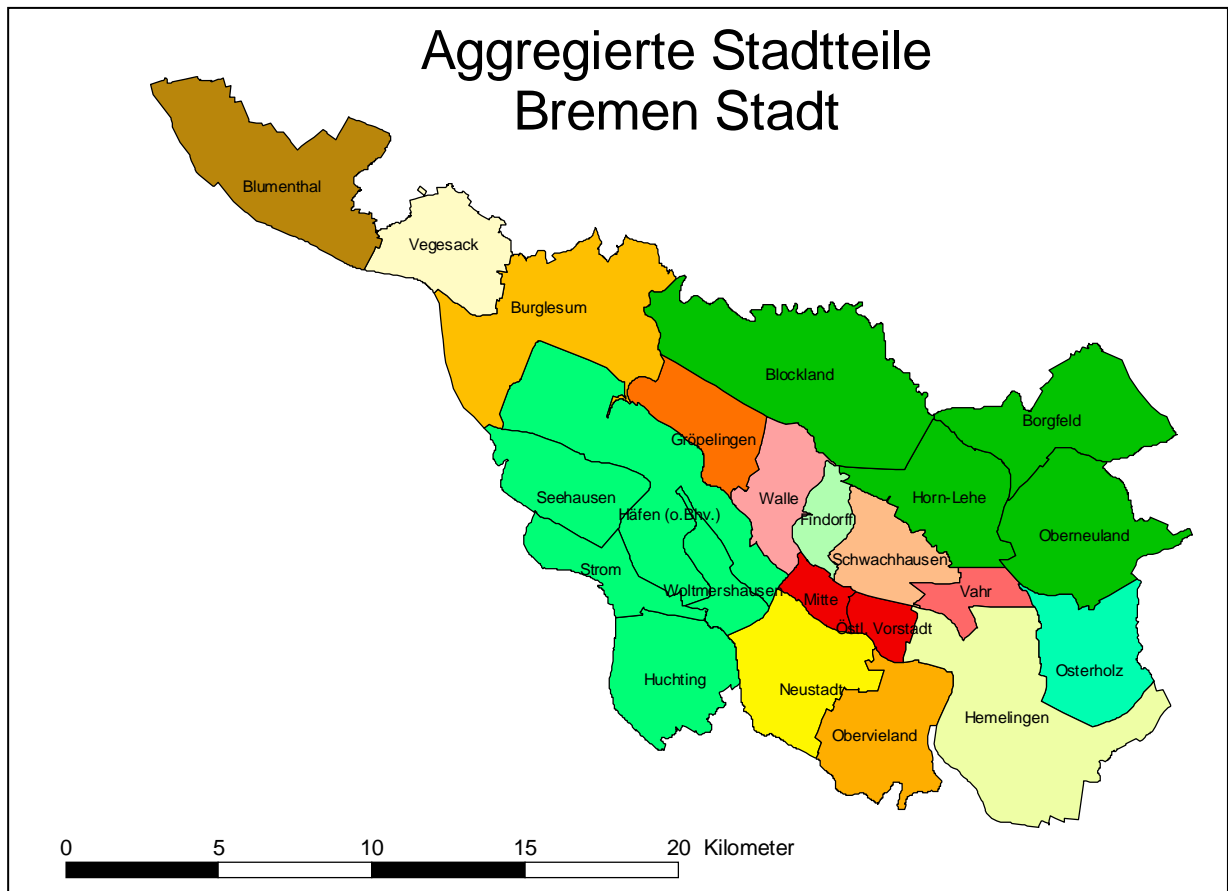 Aggregierte Stadtteile
Bremen Stadt
Blumenthal
Vegesack
Burglesum
Blockland
Borgfeld
Gröpelingen
Seehausen
Walle
Horn-Lehe
Häfen (o.Bhv.)
Findorff
Oberneuland
Strom
Schwachhausen
Woltmershausen
Mitte
Vahr
Östl. Vorstadt
Huchting
Neustadt
Osterholz
Hemelingen
Obervieland
0 5 10 15 20 Kilometer